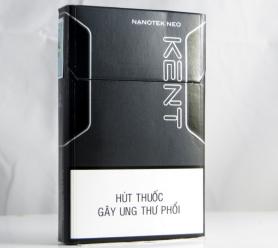 NANOTEK NEO
KENT
HÚT THUỐC
GÂY UNG THƯ PHỔI